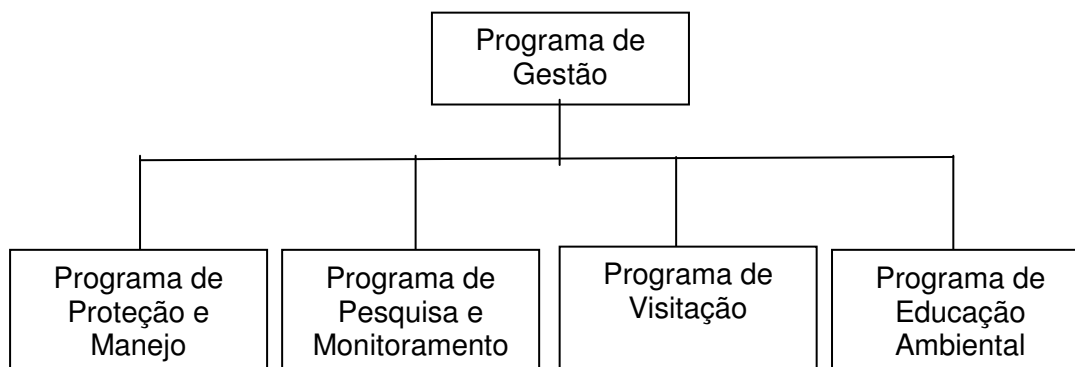 Programa de
Gestão
Programa de
Proteção e
Manejo
Programa de
Pesquisa e
Monitoramento
Programa de
Visitação
Programa de
Educação
Ambiental